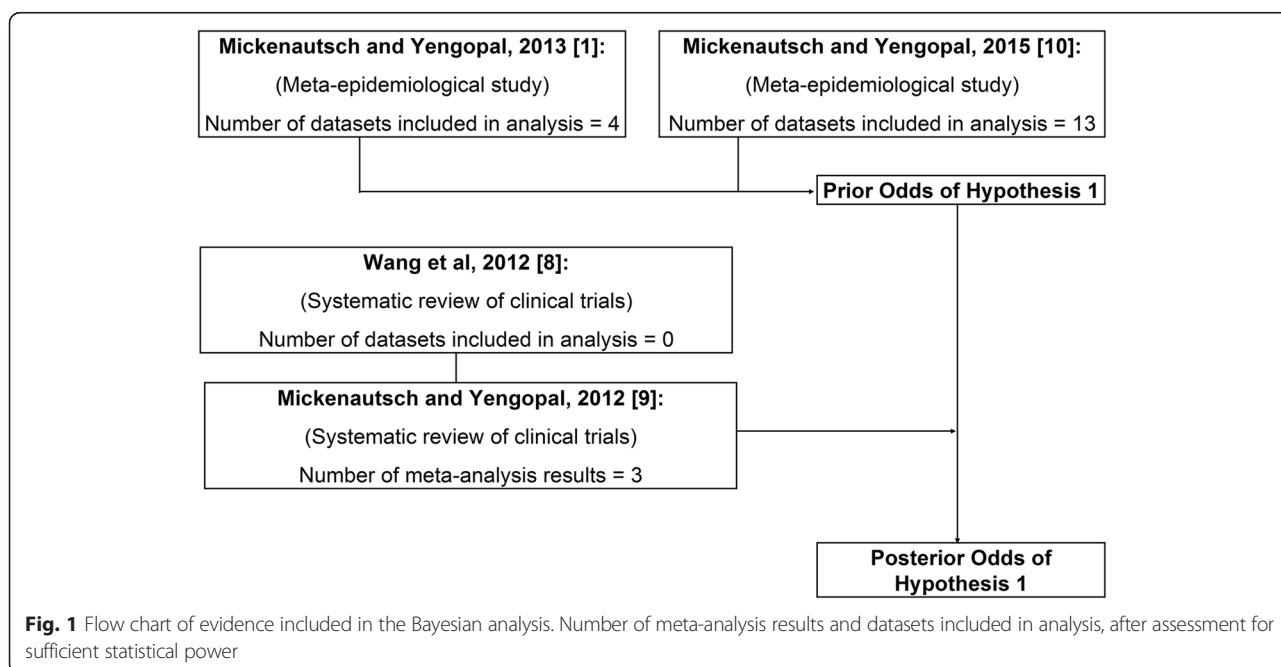 Mickenautsch and Yengopal, 2013 [1]:
(Meta-epidemiological study)
Number of datasets included in analysis = 4
Mickenautsch and Yengopal, 2015 [10]:
(Meta-epidemiological study)
Number of datasets included in analysis = 13
Prior Odds of Hypothesis 1
Wang et al, 2012 [8]:
(Systematic review of clinical trials)
Number of datasets included in analysis = 0
Mickenautsch and Yengopal, 2012 [9]:
(Systematic review of clinical trials)
Number of meta-analysis results = 3
Posterior Odds of
Hypothesis 1
Fig. 1 Flow chart of evidence included in the Bayesian analysis. Number of meta-analysis results and datasets included in analysis, after assessment for
sufficient statistical power